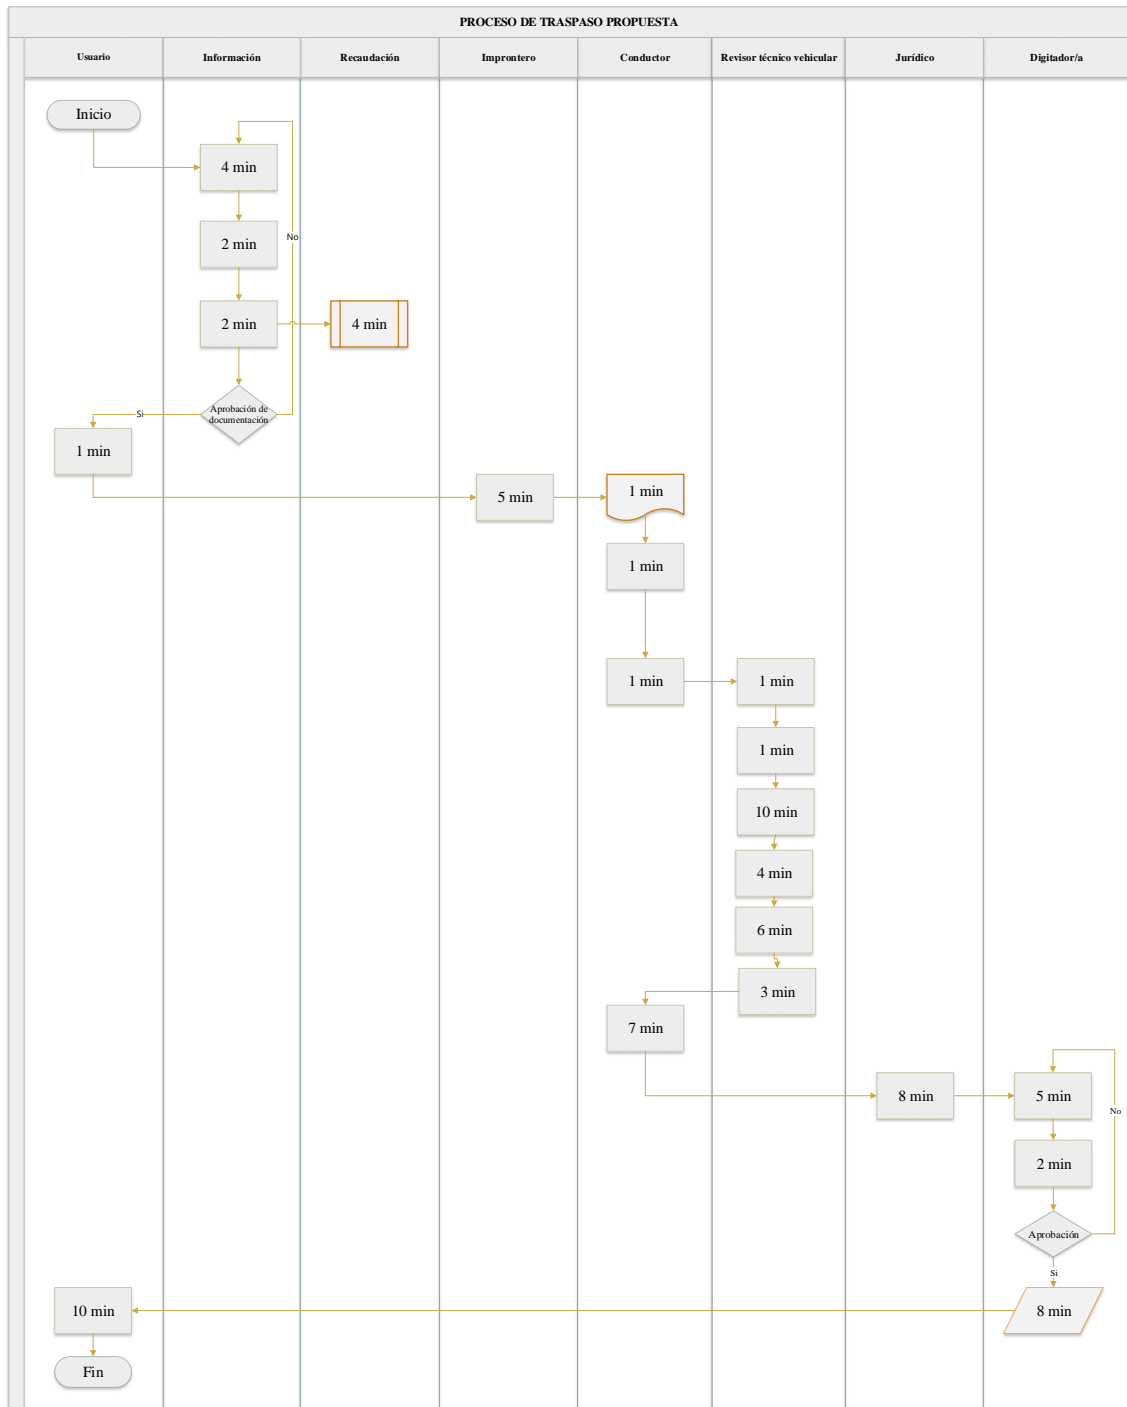 PROCESO DE TRASPASO PROPUESTA
Usuario
Información
Recaudación
Improntero
Conductor
Revisor técnico vehicular
Jurídico
Digitador/a
Inicio
4 min
2 min
No
2 min
4 min
Aprobación de
documentación
Si
1 min
5 min
1 min
1 min
1 min
1 min
1 min
10 min
4 min
6 min
3 min
7 min
8 min
5 min
No
2 min
Aprobación
Si
10 min
8 min
Fin